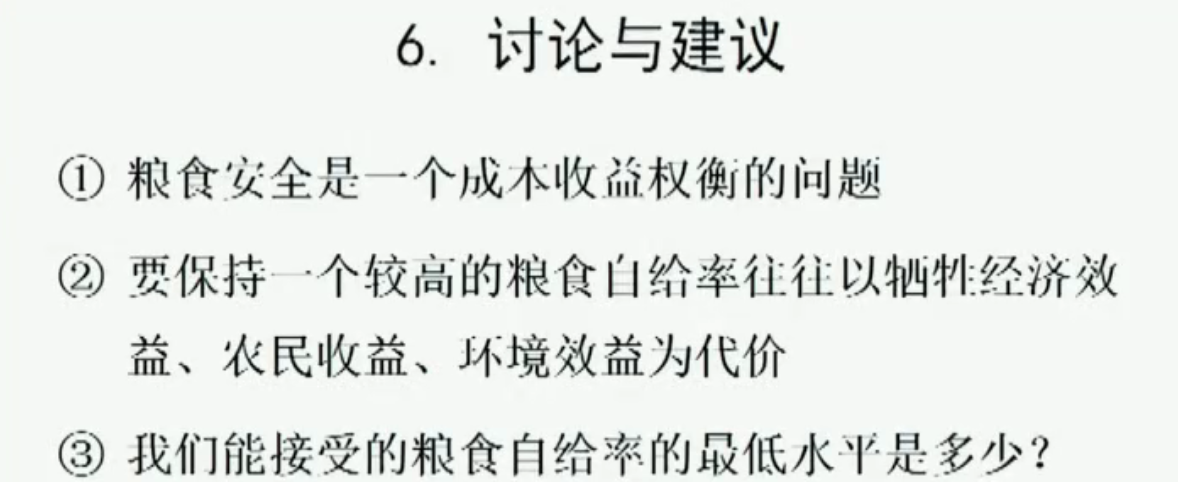 6. 讨论与建议
① 粮食安全是一个成本收益权衡的问题
② 要保持一个较高的粮食自给率往往以牺牲经济效
益、农民收益、环境效益为代价
③ 我们能接受的粮食自给率的最低水平是多少？